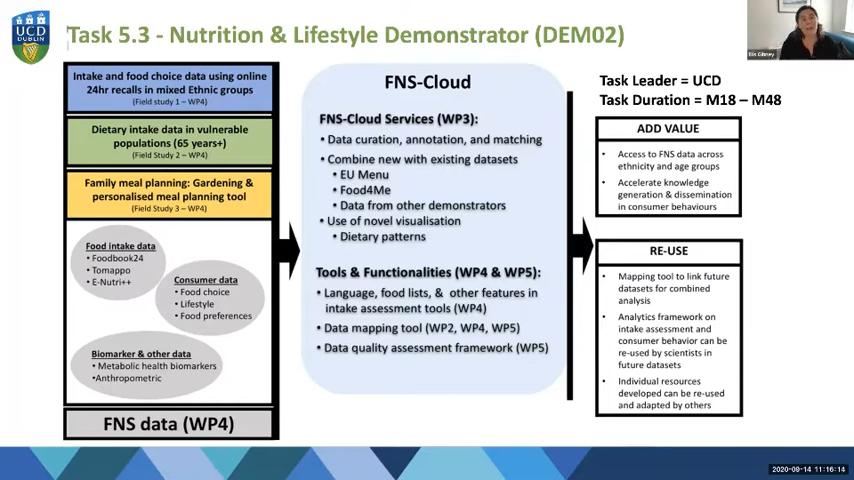 UCD
DUBLIN
Task 5.3 - Nutrition & Lifestyle Demonstrator (DEM02)
Eile Gibney
Intake and food choice data using online
24hr recalls in mixed Ethnic groups
(Field study 1 – WP4)
Dietary intake data in vulnerable
populations (65 years+)
(Field Study 2 – WP4)
Family meal planning: Gardening &
personalised meal planning tool
(Field Study 3 – WP4)
Food intake data
• Foodbook24
• Tomappo
• E-Nutri++
Consumer data
• Food choice
• Lifestyle
• Food preferences
Biomarker & other data
• Metabolic health biomarkers
•Anthropometric
FNS data (WP4)
FNS-Cloud
FNS-Cloud Services (WP3):
• Data curation, annotation, and matching
• Combine new with existing datasets
• EU Menu
• Food4Me
• Data from other demonstrators
• Use of novel visualisation
• Dietary patterns
Tools & Functionalities (WP4 & WP5):
• Language, food lists, & other features in
intake assessment tools (WP4)
• Data mapping tool (WP2, WP4, WP5)
• Data quality assessment framework (WP5)
Task Leader = UCD
Task Duration = M18 – M48
ADD VALUE
• Access to FNS data across
ethnicity and age groups
• Accelerate knowledge
generation & dissemination
in consumer behaviours
RE-USE
• Mapping tool to link future
datasets for combined
analysis
• Analytics framework on
intake assessment and
consumer behavior can be
re-used by scientists in
future datasets
• Individual resources
developed can be re-used
and adapted by others
2020-09-14 11:16:14